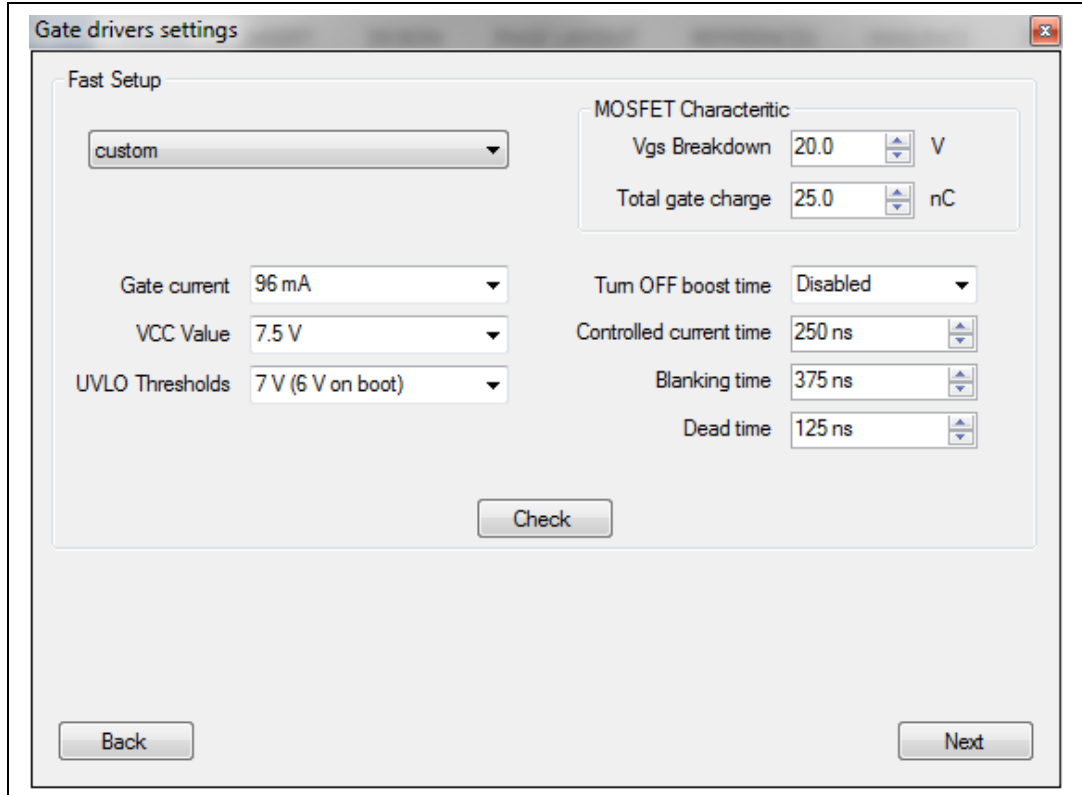 Gate drivers settings
Fast Setup
custom
MOSFET Characteritic
Vgs Breakdown 20.0 V
Total gate charge 25.0 nC
Gate current 96 mA
VCC Value 7.5 V
UVLO Thresholds 7 V (6 V on boot)
Turn OFF boost time Disabled
Controlled current time 250 ns
Blanking time 375 ns
Dead time 125 ns
Check
Back
Next